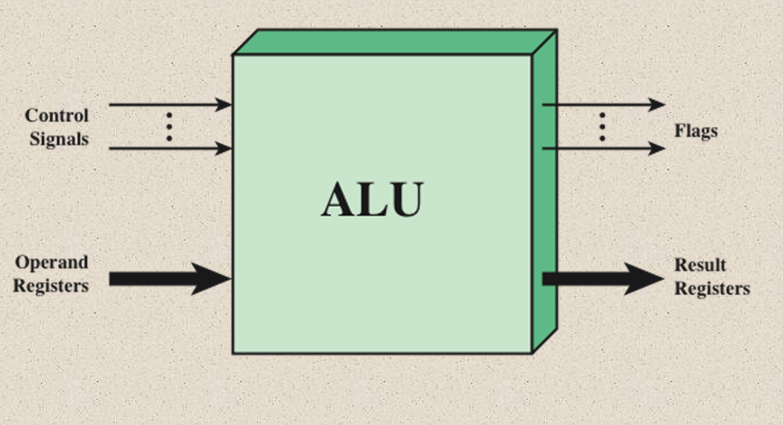 Control
Signals
Flags
ALU
Operand
Registers
Result
Registers